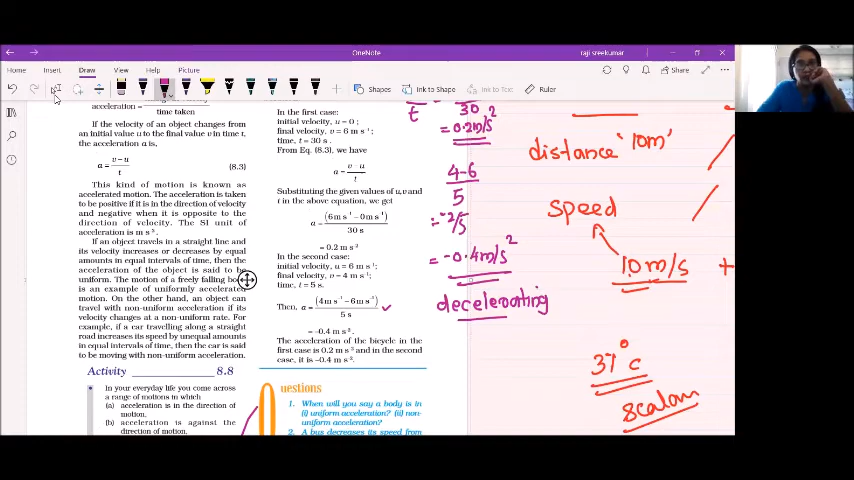 OneNote
raji sreekumar
Home Insert Draw View Help Picture
Share
Shapes Ink to Shape Ink to Text Math Ruler
acceleration =
time taken
If the velocity of an object changes from
an initial value u to the final value v in time t,
the acceleration a is,
a = v – u / t (8.3)
This kind of motion is known as
accelerated motion. The acceleration is taken
to be positive if it is in the direction of velocity
and negative when it is opposite to the
direction of velocity. The SI unit of
acceleration is m s⁻².
If an object travels in a straight line and
its velocity increases or decreases by equal
amounts in equal intervals of time, then the
acceleration of the object is said to be
uniform. The motion of a freely falling
is an example of uniformly accelerated
motion. On the other hand, an object can
travel with non-uniform acceleration if its
velocity changes at a non-uniform rate. For
example, if a car travelling along a straight
road increases its speed by unequal amounts
in equal intervals of time, then the car is said
to be moving with non-uniform acceleration.
Activity 8.8
In your everyday life you come across
a range of motions in which
(a) acceleration is in the direction of
motion,
(b) acceleration is against the
direction of motion,
In the first case:
initial velocity, u = 0 ;
final velocity, v = 6 m s⁻¹ ;
time, t = 30 s .
From Eq. (8.3), we have
a = v – u / t
Substituting the given values of u,v and
t in the above equation, we get
a = (6 m s⁻¹ – 0 m s⁻¹) / 30 s
= 0.2 m s⁻²
In the second case:
initial velocity, u = 6 m s⁻¹;
final velocity, v = 4 m s⁻¹;
time, t = 5 s.
Then, a = (4 m s⁻¹ – 6 m s⁻¹) / 5 s
= –0.4 m s⁻² .
The acceleration of the bicycle in the
first case is 0.2 m s⁻² and in the second
case, it is –0.4 m s⁻².
uestions
1. When will you say a body is in
(i) uniform acceleration? (ii) non-
uniform acceleration?
2. A bus decreases its speed from
t
30
= 0.2 m/s²
4-6
5
= -2/5
= -0.4 m/s²
decelerating
distance '10m'
speed
10 m/s +
37°c
scalar